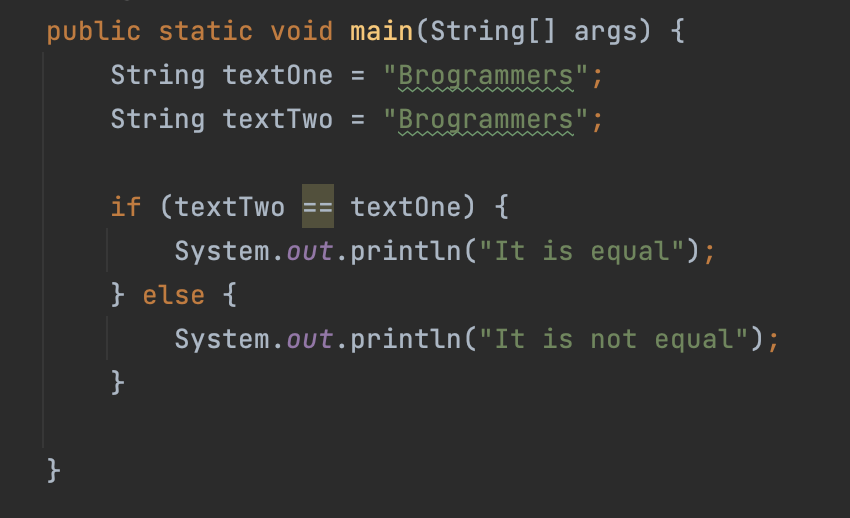 public static void main(String[] args) {
    String textOne = "Brogrammers";
    String textTwo = "Brogrammers";
    if (textTwo == textOne) {
        System.out.println("It is equal");
    } else {
        System.out.println("It is not equal");
    }
}